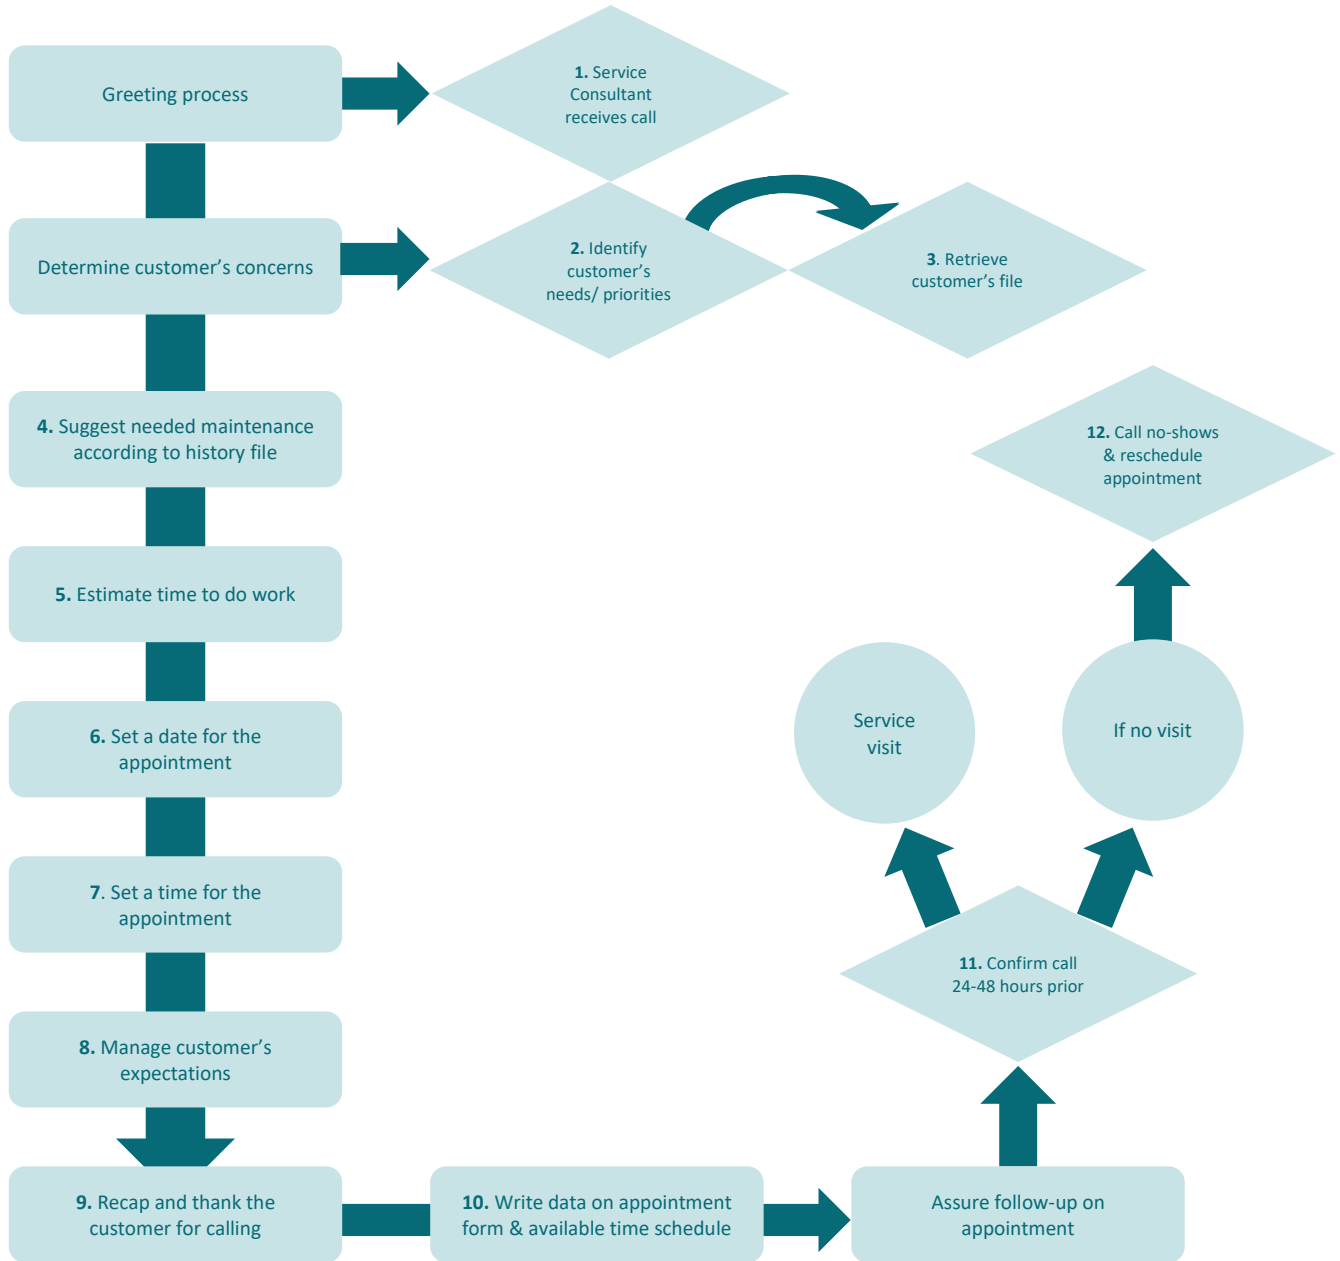 Greeting process
1. Service
Consultant
receives call
Determine customer's concerns
2. Identify
customer's
needs/ priorities
3. Retrieve
customer's file
4. Suggest needed maintenance
according to history file
5. Estimate time to do work
6. Set a date for the
appointment
7. Set a time for the
appointment
8. Manage customer's
expectations
9. Recap and thank the
customer for calling
10. Write data on appointment
form & available time schedule
Assure follow-up on
appointment
11. Confirm call
24-48 hours prior
Service
visit
If no visit
12. Call no-shows
& reschedule
appointment